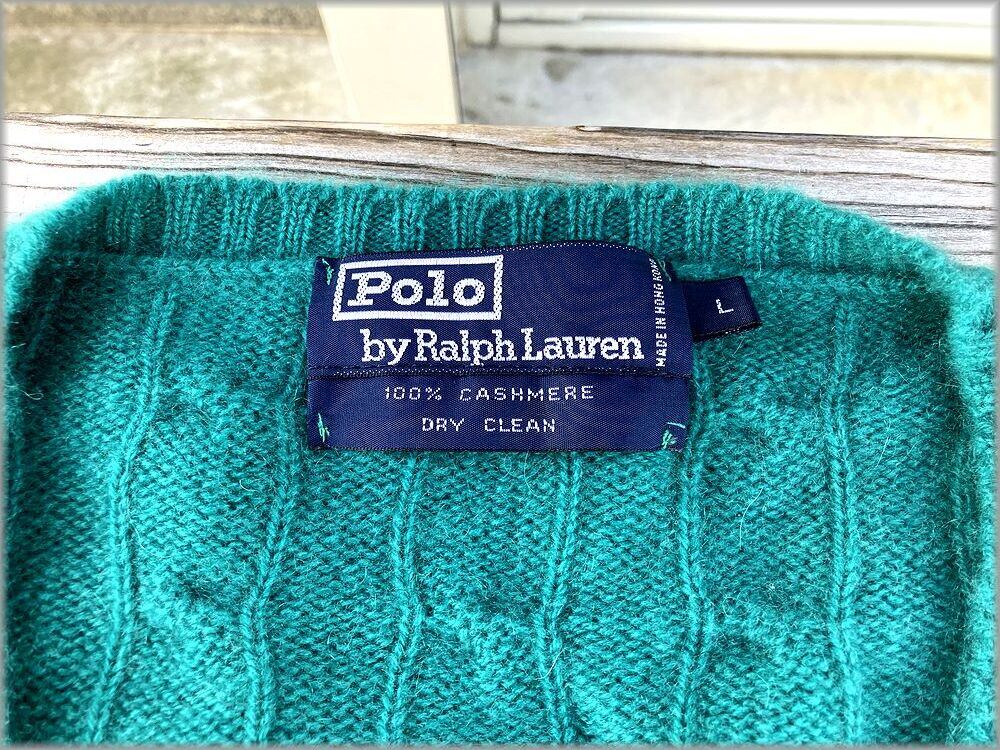 Polo
by Ralph Lauren
MADE IN HONG KONG
L
100% CASHMERE
DRY CLEAN